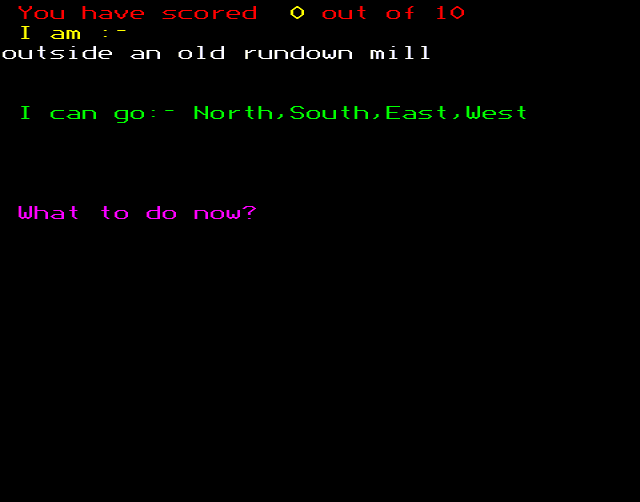 You have scored 0 out of 10
I am :-
outside an old rundown mill
I can go:- North,South,East,West
What to do now?